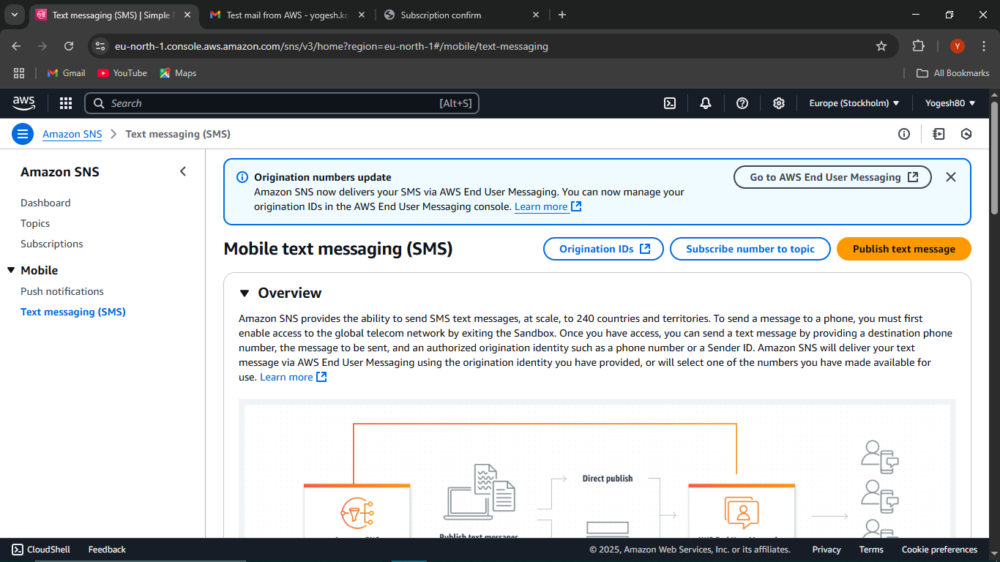 Text messaging (SMS) | Simple
Test mail from AWS - yogesh.ko
Subscription confirm
eu-north-1.console.aws.amazon.com/sns/v3/home?region=eu-north-1#/mobile/text-messaging
Y
Gmail
YouTube
Maps
All Bookmarks
aws
Search
[Alt+S]
Europe (Stockholm)
Yogesh80
Amazon SNS
Text messaging (SMS)
Amazon SNS
Dashboard
Topics
Subscriptions
Mobile
Push notifications
Text messaging (SMS)
Origination numbers update
Amazon SNS now delivers your SMS via AWS End User Messaging. You can now manage your
origination IDs in the AWS End User Messaging console. Learn more
Go to AWS End User Messaging
Mobile text messaging (SMS)
Origination IDs
Subscribe number to topic
Publish text message
Overview
Amazon SNS provides the ability to send SMS text messages, at scale, to 240 countries and territories. To send a message to a phone, you must first
enable access to the global telecom network by exiting the Sandbox. Once you have access, you can send a text message by providing a destination phone
number, the message to be sent, and an authorized origination identity such as a phone number or a Sender ID. Amazon SNS will deliver your text
message via AWS End User Messaging using the origination identity you have provided, or will select one of the numbers you have made available for
use. Learn more
Direct publish
Publish text messages
CloudShell
Feedback
© 2025, Amazon Web Services, Inc. or its affiliates.
Privacy
Terms
Cookie preferences